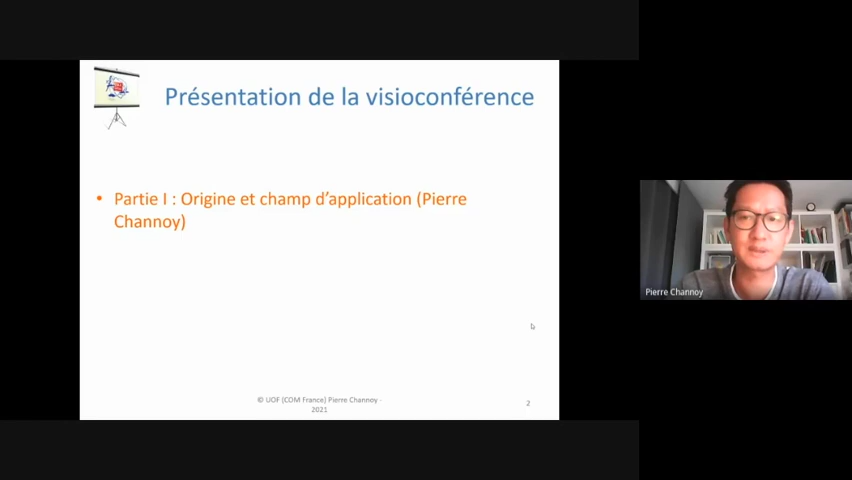 Présentation de la visioconférence
• Partie I : Origine et champ d’application (Pierre
Channoy)
© UOF (COM France) Pierre Channoy -
2021
2
Pierre Channoy